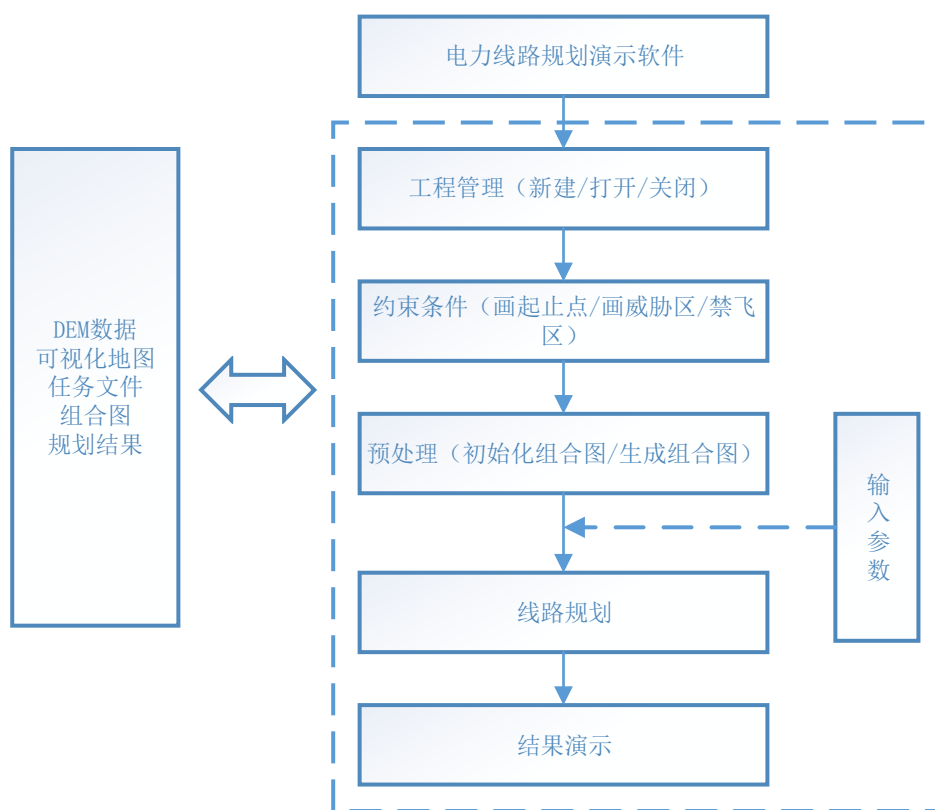 电力线路规划演示软件
工程管理（新建/打开/关闭）
约束条件（画起止点/画威胁区/禁飞
区）
DEM数据
可视化地图
任务文件
组合图
规划结果
预处理（初始化组合图/生成组合图）
输
入
参
数
线路规划
结果演示